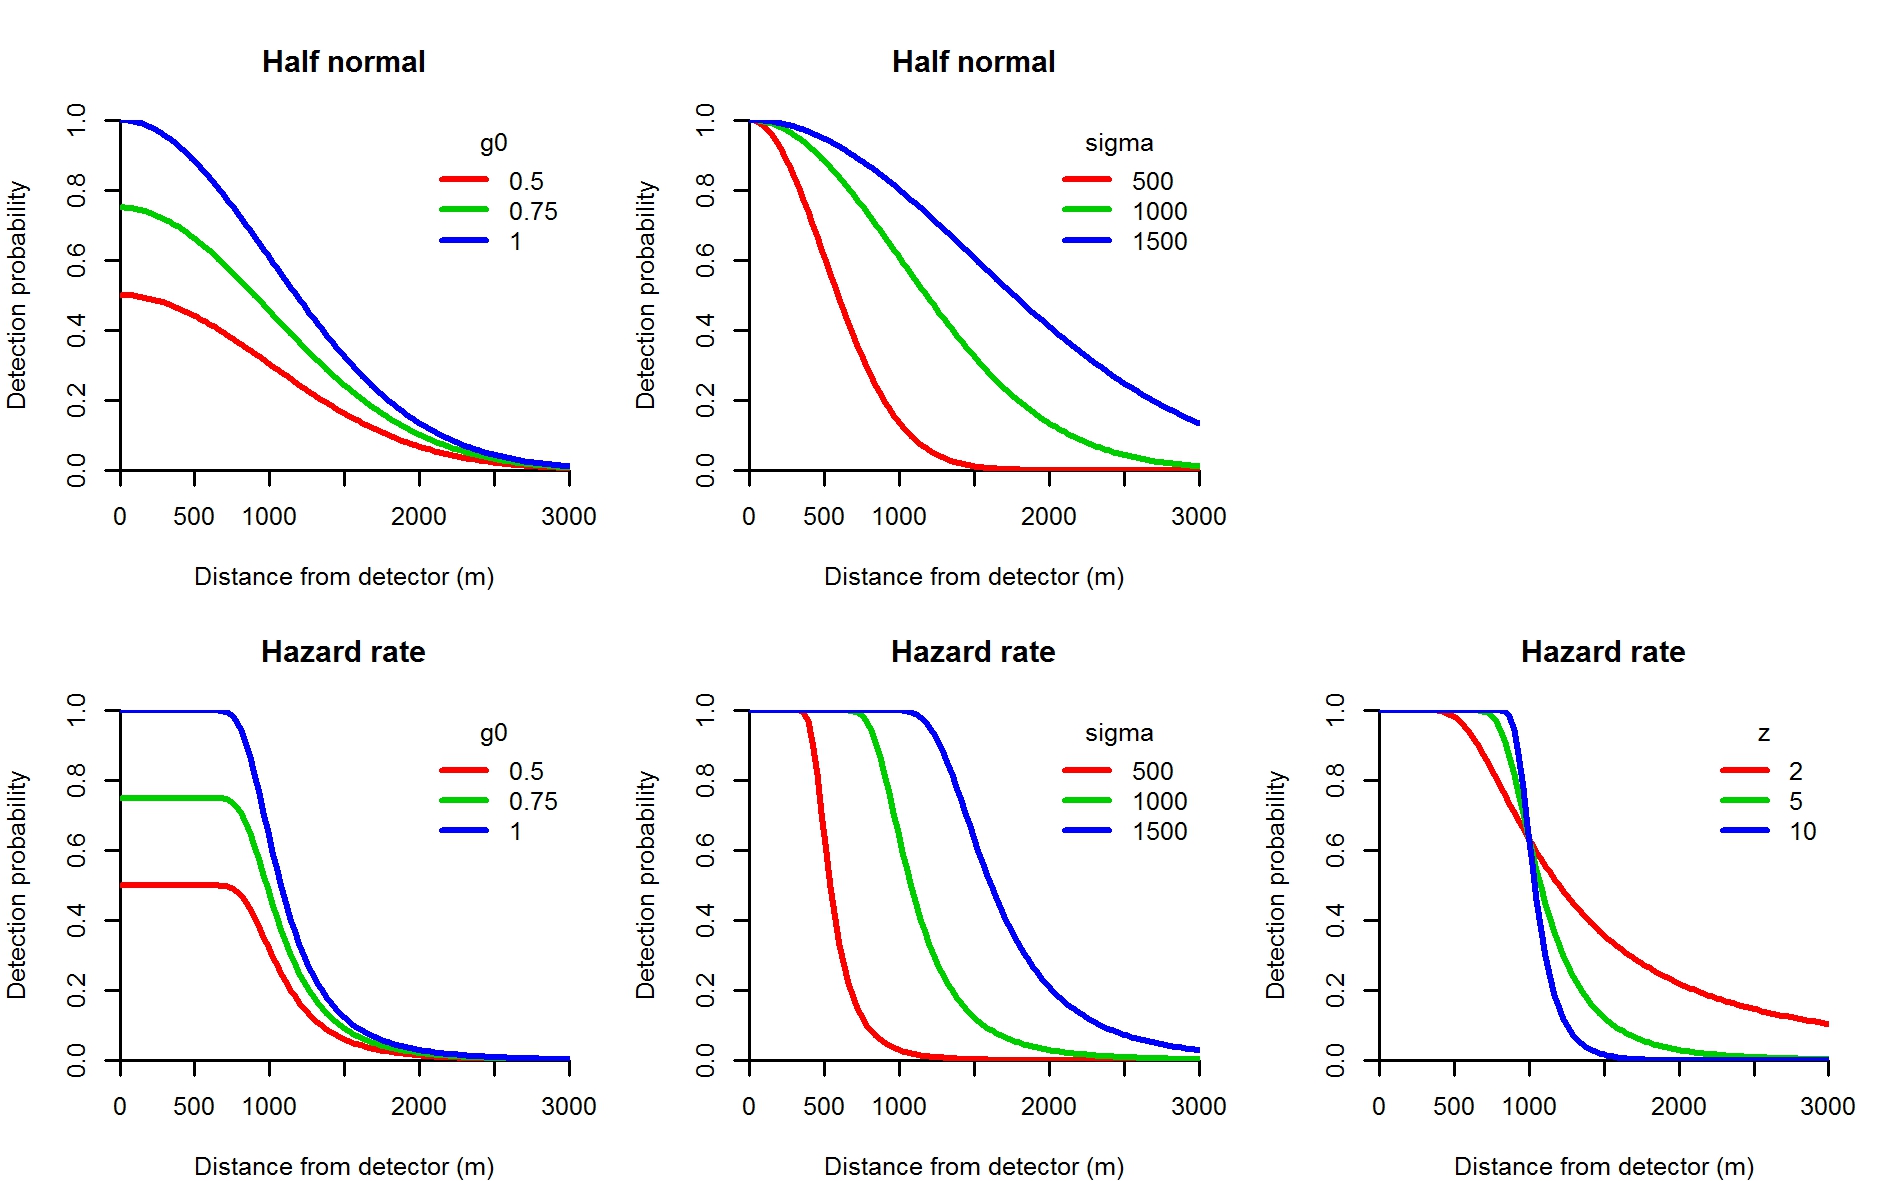 Half normal
Detection probability
0.0 0.2 0.4 0.6 0.8 1.0
g0
0.5
0.75
1
0 500 1000 2000 3000
Distance from detector (m)
Half normal
Detection probability
0.0 0.2 0.4 0.6 0.8 1.0
sigma
500
1000
1500
0 500 1000 2000 3000
Distance from detector (m)
Hazard rate
Detection probability
0.0 0.2 0.4 0.6 0.8 1.0
g0
0.5
0.75
1
0 500 1000 2000 3000
Distance from detector (m)
Hazard rate
Detection probability
0.0 0.2 0.4 0.6 0.8 1.0
sigma
500
1000
1500
0 500 1000 2000 3000
Distance from detector (m)
Hazard rate
Detection probability
0.0 0.2 0.4 0.6 0.8 1.0
z
2
5
10
0 500 1000 2000 3000
Distance from detector (m)